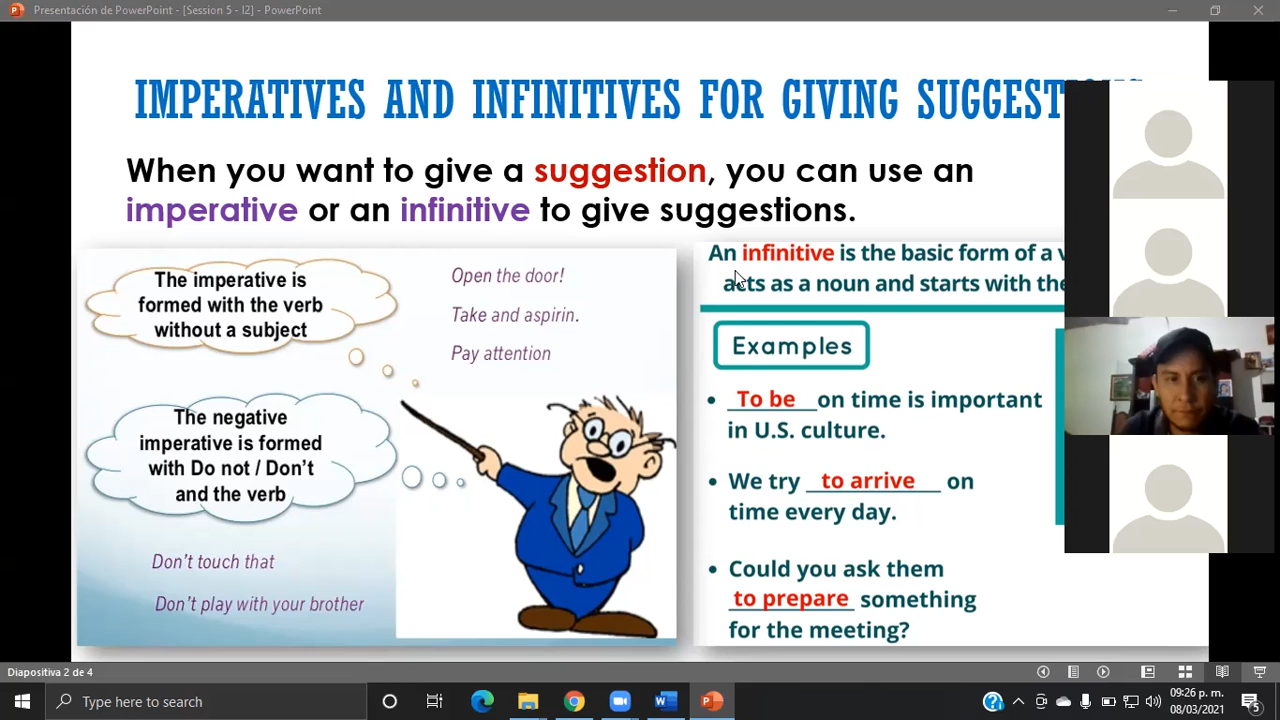 Presentación de PowerPoint - [Session 5 - I2] - PowerPoint
IMPERATIVES AND INFINITIVES FOR GIVING
When you want to give a suggestion, you can use an
imperative or an infinitive to give suggestions.
The imperative is
formed with the verb
without a subject
Open the door!
Take and aspirin.
Pay attention
The negative
imperative is formed
with Do not / Don't
and the verb
Don't touch that
Don't play with your brother
An infinitive is the basic form of a
acts as a noun and starts with the
Examples
• To be on time is important
in U.S. culture.
• We try to arrive on
time every day.
• Could you ask them
to prepare something
for the meeting?
Diapositiva 2 de 4
Type here to search
09:26 p. m.
08/03/2021
5